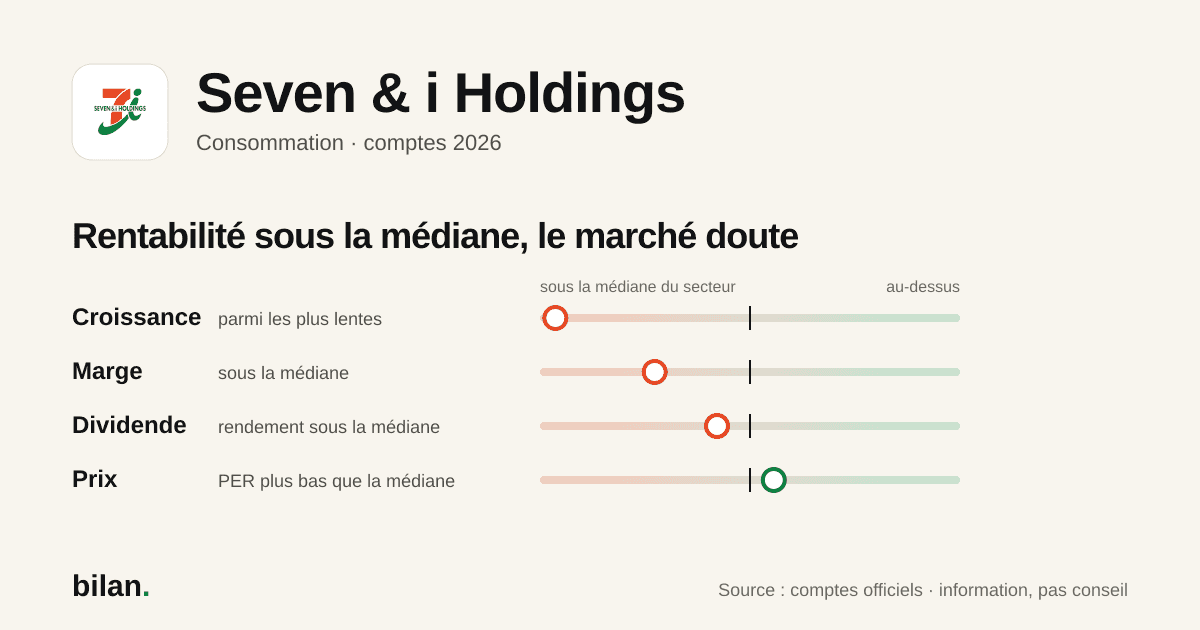 SEVEN & i HOLDINGS
Seven & i Holdings
Consommation · comptes 2026
Rentabilité sous la médiane, le marché doute
sous la médiane du secteur au-dessus
Croissance parmi les plus lentes
Marge sous la médiane
Dividende rendement sous la médiane
Prix PER plus bas que la médiane
bilan.
Source : comptes officiels · information, pas conseil